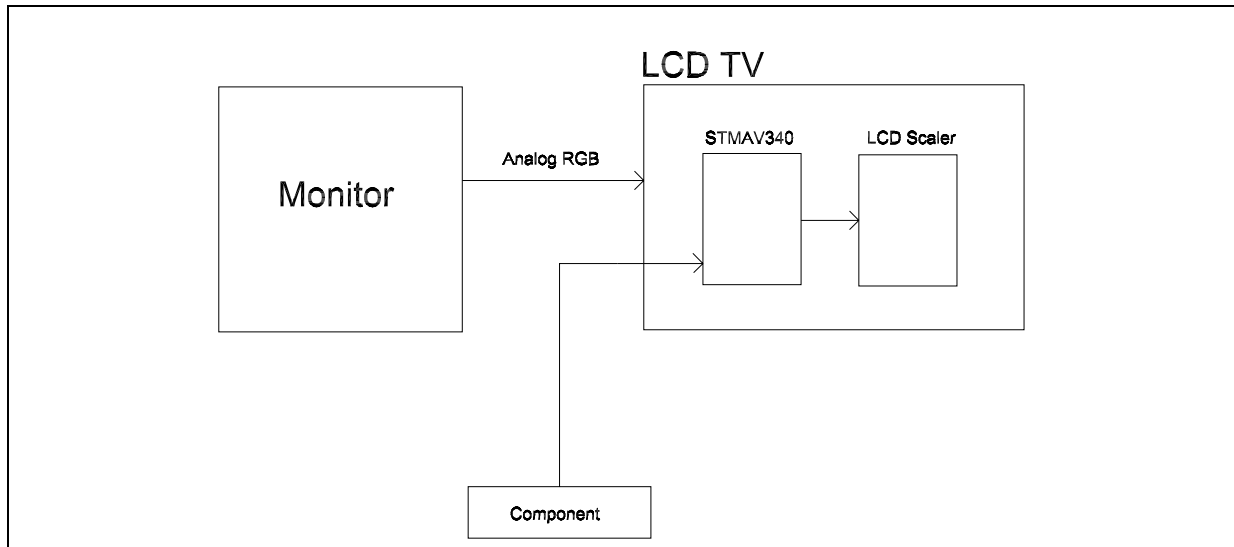 LCD TV
STMAV340
LCD Scaler
Analog RGB
Monitor
Component